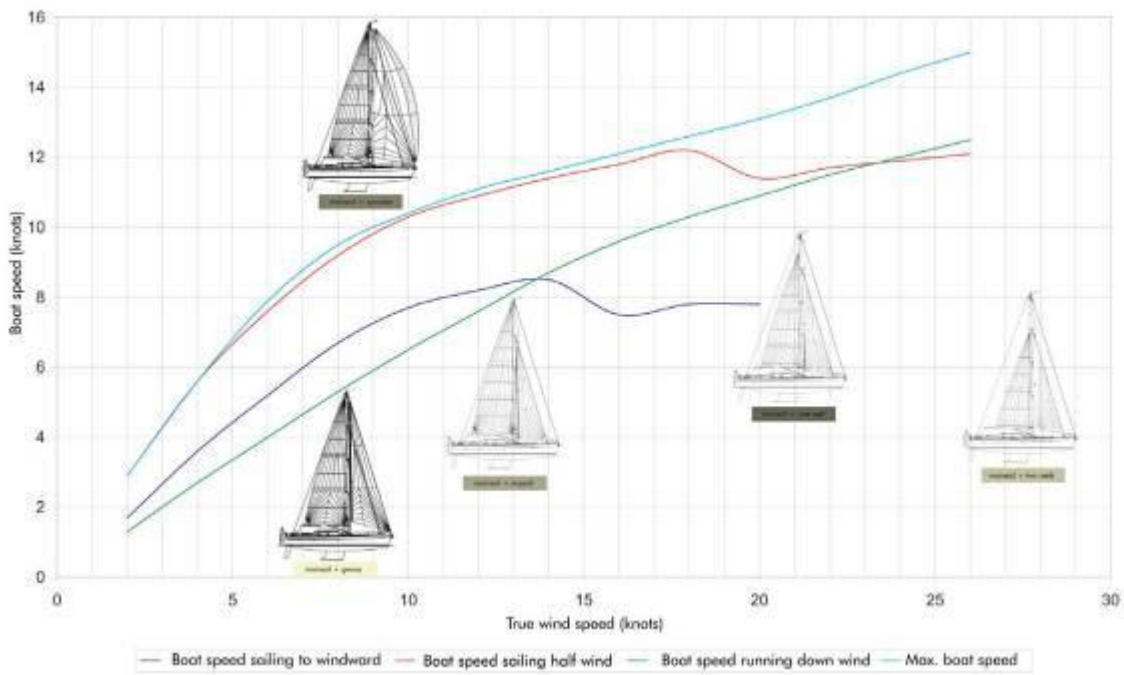 16
14
12
10
8
6
4
2
0
Boat speed (knots)
0 5 10 15 20 25 30
True wind speed (knots)
Boat speed sailing to windward Boat speed sailing half wind Boat speed running down wind Max. boat speed